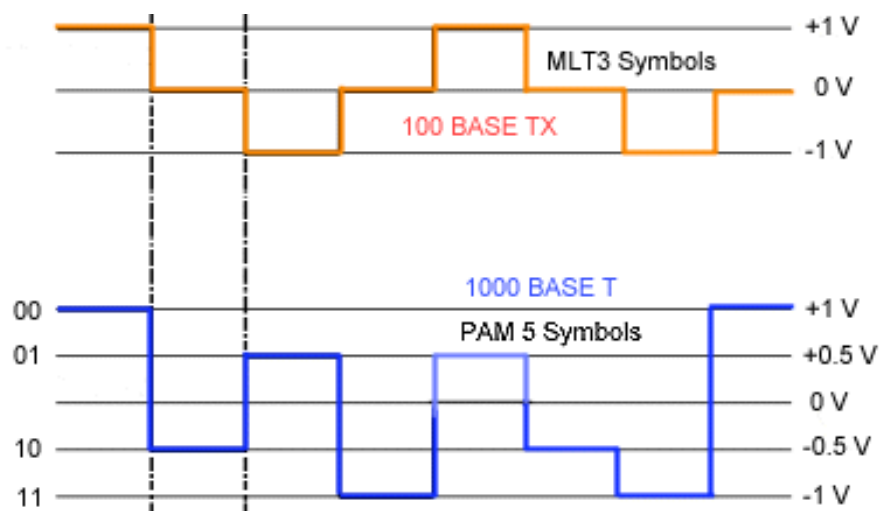 +1 V
MLT3 Symbols
0 V
100 BASE TX
-1 V
1000 BASE T
00
+1 V
PAM 5 Symbols
01
+0.5 V
0 V
10
-0.5 V
11
-1 V